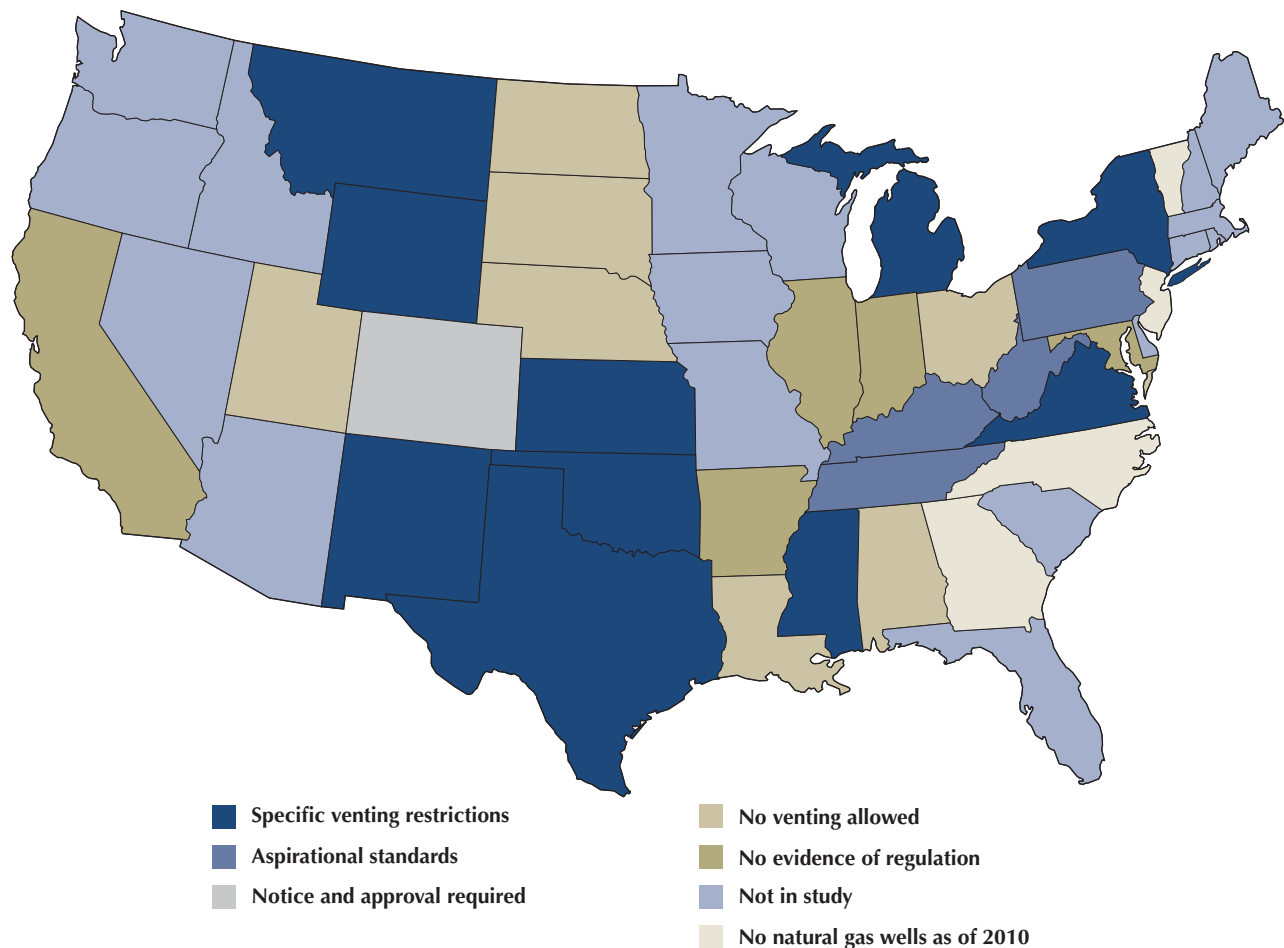 Specific venting restrictions
Aspirational standards
Notice and approval required
No venting allowed
No evidence of regulation
Not in study
No natural gas wells as of 2010